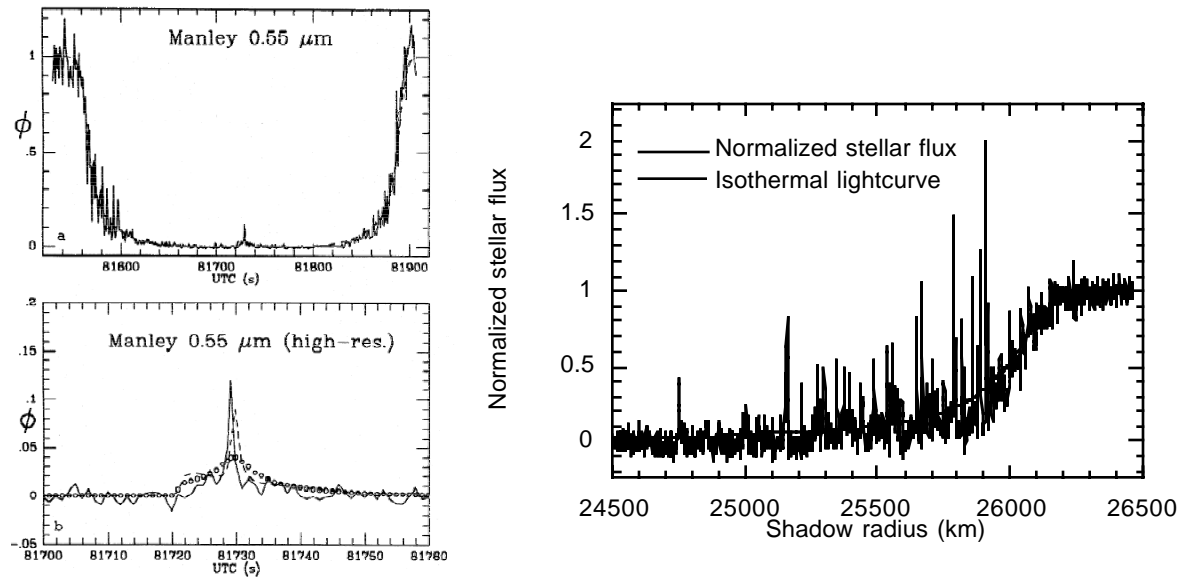 Manley 0.55 μm
1
ϕ
.5
0
a
81600
81700
81800
81900
UTC (s)
.2
Manley 0.55 μm (high-res.)
.15
ϕ
.1
.05
0
b
-.05
81700
81710
81720
81730
81740
81750
81760
UTC (s)
Normalized stellar flux
2
1.5
1
0.5
0
Normalized stellar flux
Isothermal lightcurve
24500
25000
25500
26000
26500
Shadow radius (km)